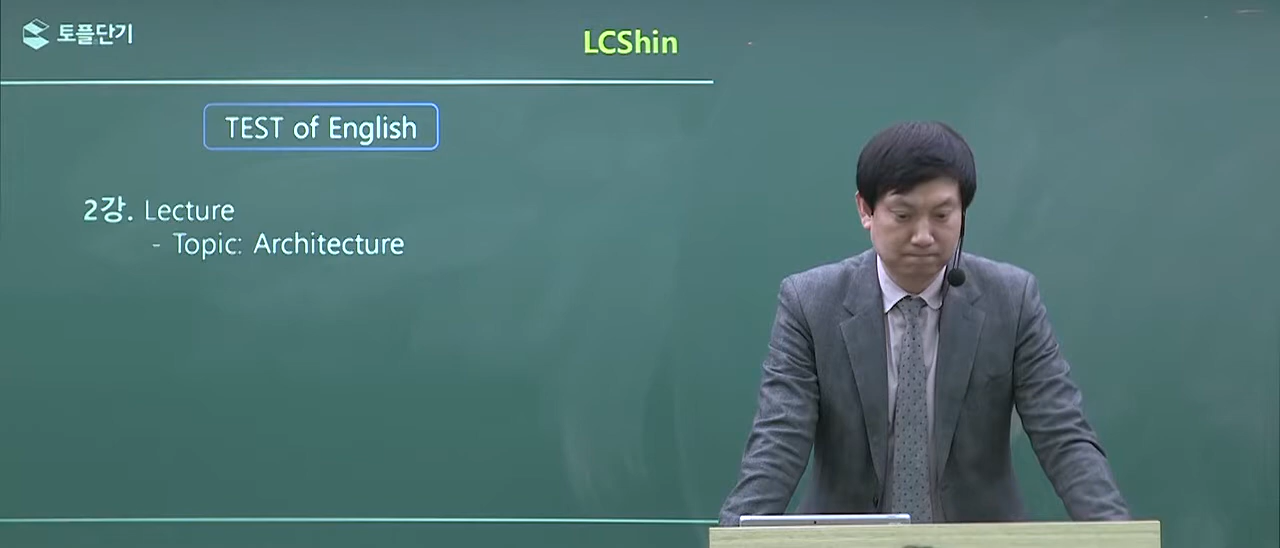 토플단기
LCShin
TEST of English
2강. Lecture
- Topic: Architecture